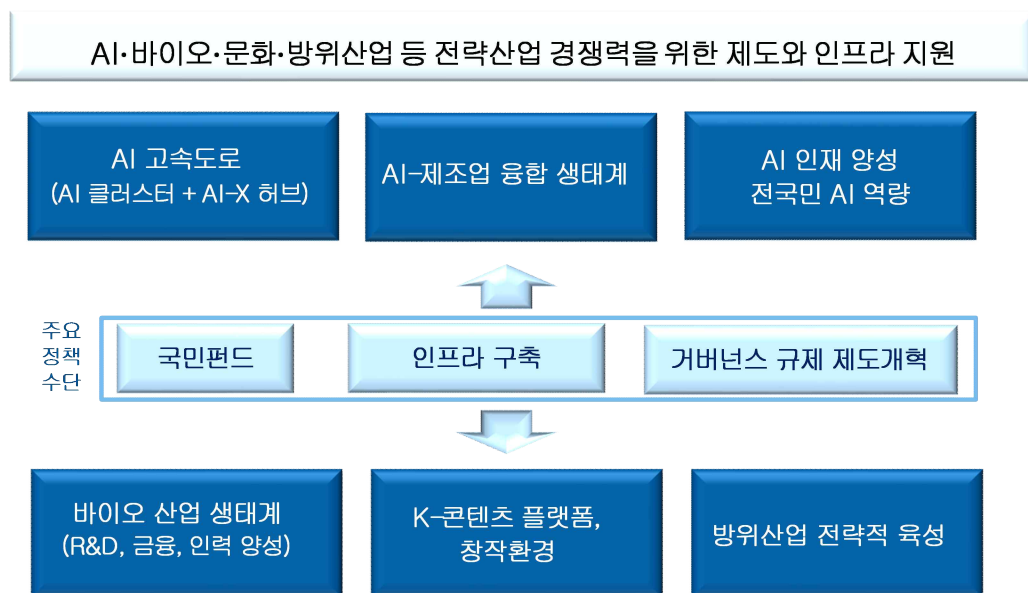 AI·바이오·문화·방위산업 등 전략산업 경쟁력을 위한 제도와 인프라 지원
AI 고속도로
(AI 클러스터 + AI-X 허브)
AI-제조업 융합 생태계
AI 인재 양성
전국민 AI 역량
주요
정책
수단
국민펀드
인프라 구축
거버넌스 규제 제도개혁
바이오 산업 생태계
(R&D, 금융, 인력 양성)
K-콘텐츠 플랫폼,
창작환경
방위산업 전략적 육성